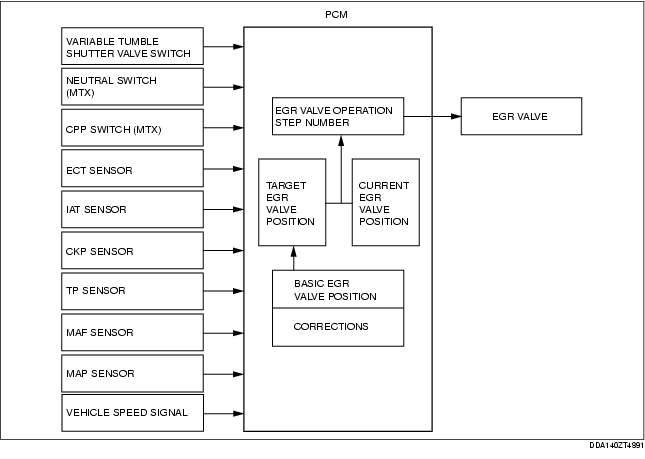 PCM
VARIABLE TUMBLE
SHUTTER VALVE SWITCH
NEUTRAL SWITCH
(MTX)
CPP SWITCH (MTX)
ECT SENSOR
IAT SENSOR
CKP SENSOR
TP SENSOR
MAF SENSOR
MAP SENSOR
VEHICLE SPEED SIGNAL
EGR VALVE OPERATION
STEP NUMBER
TARGET
EGR
VALVE
POSITION
CURRENT
EGR
VALVE
POSITION
BASIC EGR
VALVE POSITION
CORRECTIONS
EGR VALVE
DDA140ZT4891